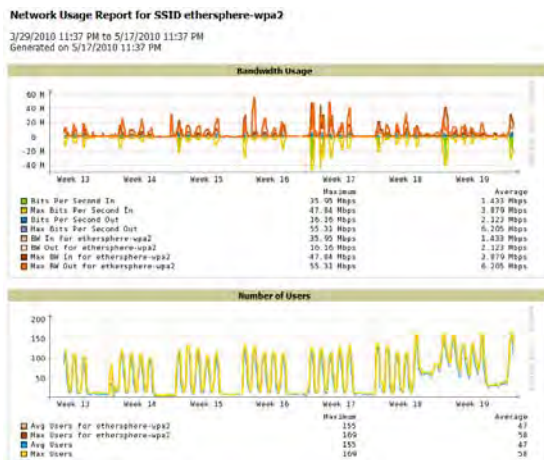 Network Usage Report for SSID ethersphere-wpa2
3/29/2010 11:37 PM to 5/17/2010 11:37 PM
Generated on 5/17/2010 11:37 PM
Bandwidth Usage
60 M
40 M
20 M
0
-20 M
-40 M
Week 13 Week 14 Week 15 Week 16 Week 17 Week 18 Week 19
Maximum Average
Bits Per Second In 35.95 Mbps 1.433 Mbps
Max Bits Per Second In 47.84 Mbps 3.879 Mbps
Bits Per Second Out 16.16 Mbps 2.123 Mbps
Max Bits Per Second Out 55.31 Mbps 6.205 Mbps
BW In for ethersphere-wpa2 35.95 Mbps 1.433 Mbps
BW Out for ethersphere-wpa2 16.16 Mbps 2.123 Mbps
Max BW In for ethersphere-wpa2 47.84 Mbps 3.879 Mbps
Max BW Out for ethersphere-wpa2 55.31 Mbps 6.205 Mbps
Number of Users
200
150
100
50
Week 13 Week 14 Week 15 Week 16 Week 17 Week 18 Week 19
Maximum Average
Avg Users for ethersphere-wpa2 155 47
Max Users for ethersphere-wpa2 169 58
Avg Users 155 47
Max Users 169 58